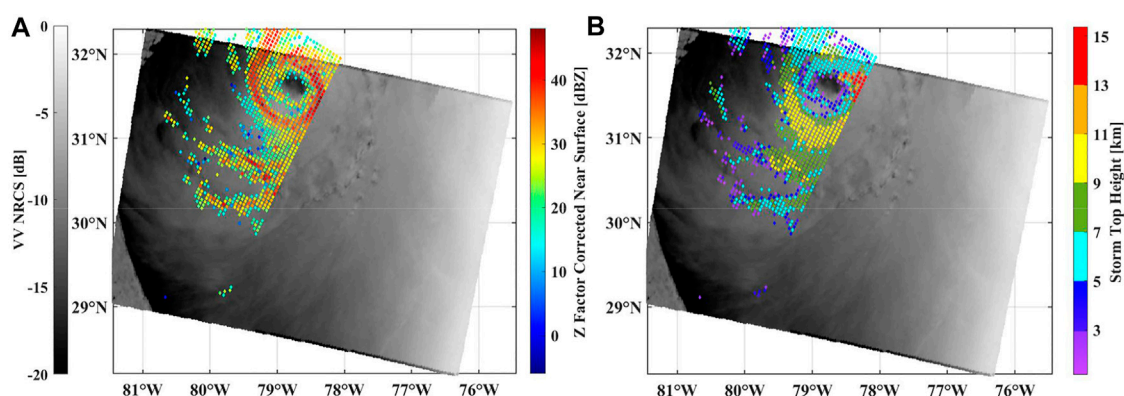 A
VV NRCS [dB]
0
-5
-10
-15
-20
32°N
31°N
30°N
29°N
81°W 80°W 79°W 78°W 77°W 76°W
40
30
20
10
0
Z Factor Corrected Near Surface [dBZ]
B
32°N
31°N
30°N
29°N
81°W 80°W 79°W 78°W 77°W 76°W
15
13
11
9
7
5
3
Storm Top Height [km]